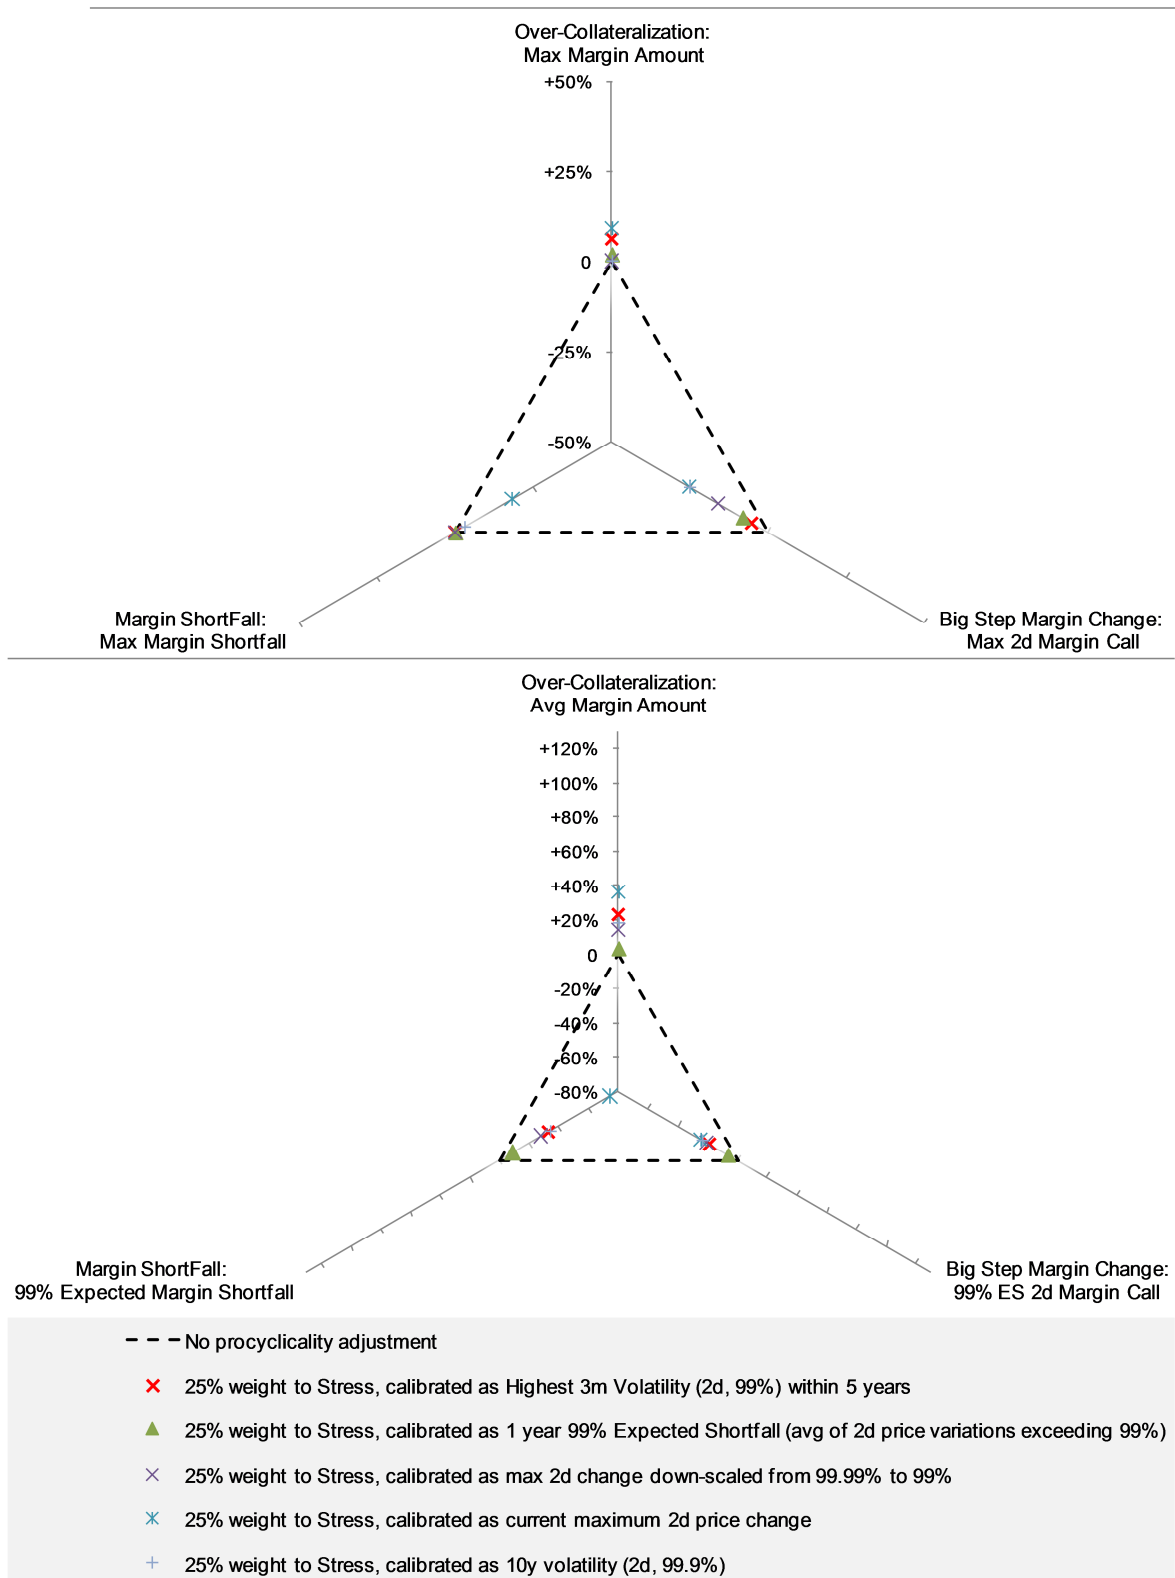 Over-Collateralization:
Max Margin Amount
+50%
+25%
0
-25%
-50%
Margin ShortFall:
Max Margin Shortfall
Big Step Margin Change:
Max 2d Margin Call
Over-Collateralization:
Avg Margin Amount
+120%
+100%
+80%
+60%
+40%
+20%
0
-20%
-40%
-60%
-80%
Margin ShortFall:
99% Expected Margin Shortfall
Big Step Margin Change:
99% ES 2d Margin Call
No procyclicality adjustment
25% weight to Stress, calibrated as Highest 3m Volatility (2d, 99%) within 5 years
25% weight to Stress, calibrated as 1 year 99% Expected Shortfall (avg of 2d price variations exceeding 99%)
25% weight to Stress, calibrated as max 2d change down-scaled from 99.99% to 99%
25% weight to Stress, calibrated as current maximum 2d price change
25% weight to Stress, calibrated as 10y volatility (2d, 99.9%)